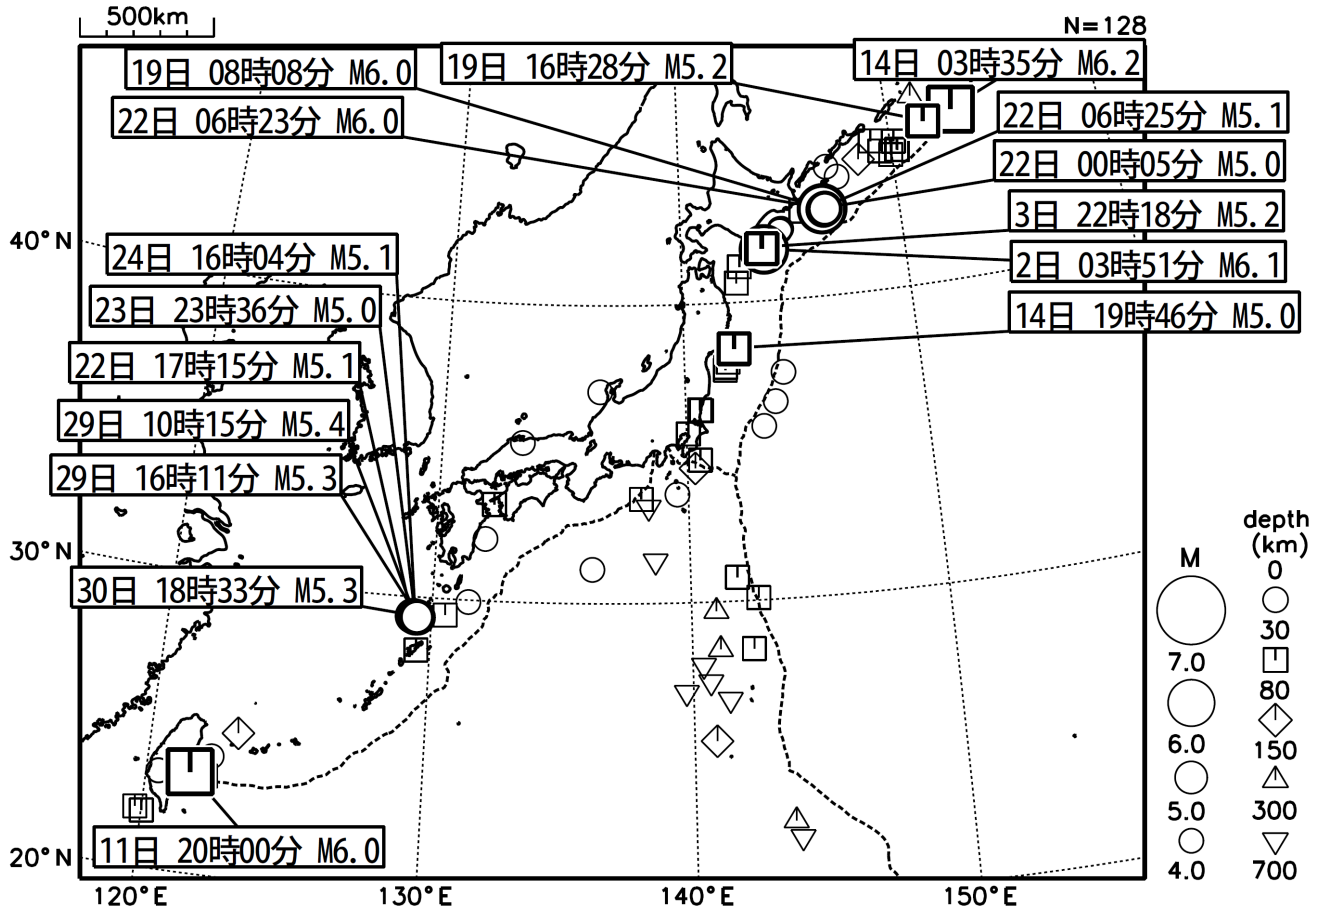 500km
N=128
19日 08時08分 M6.0
19日 16時28分 M5.2
14日 03時35分 M6.2
22日 06時23分 M6.0
22日 06時25分 M5.1
22日 00時05分 M5.0
3日 22時18分 M5.2
40°N
24日 16時04分 M5.1
2日 03時51分 M6.1
23日 23時36分 M5.0
14日 19時46分 M5.0
22日 17時15分 M5.1
29日 10時15分 M5.4
29日 16時11分 M5.3
30°N
30日 18時33分 M5.3
11日 20時00分 M6.0
20°N
120°E
130°E
140°E
150°E
M
7.0
6.0
5.0
4.0
depth
(km)
0
30
80
150
300
700